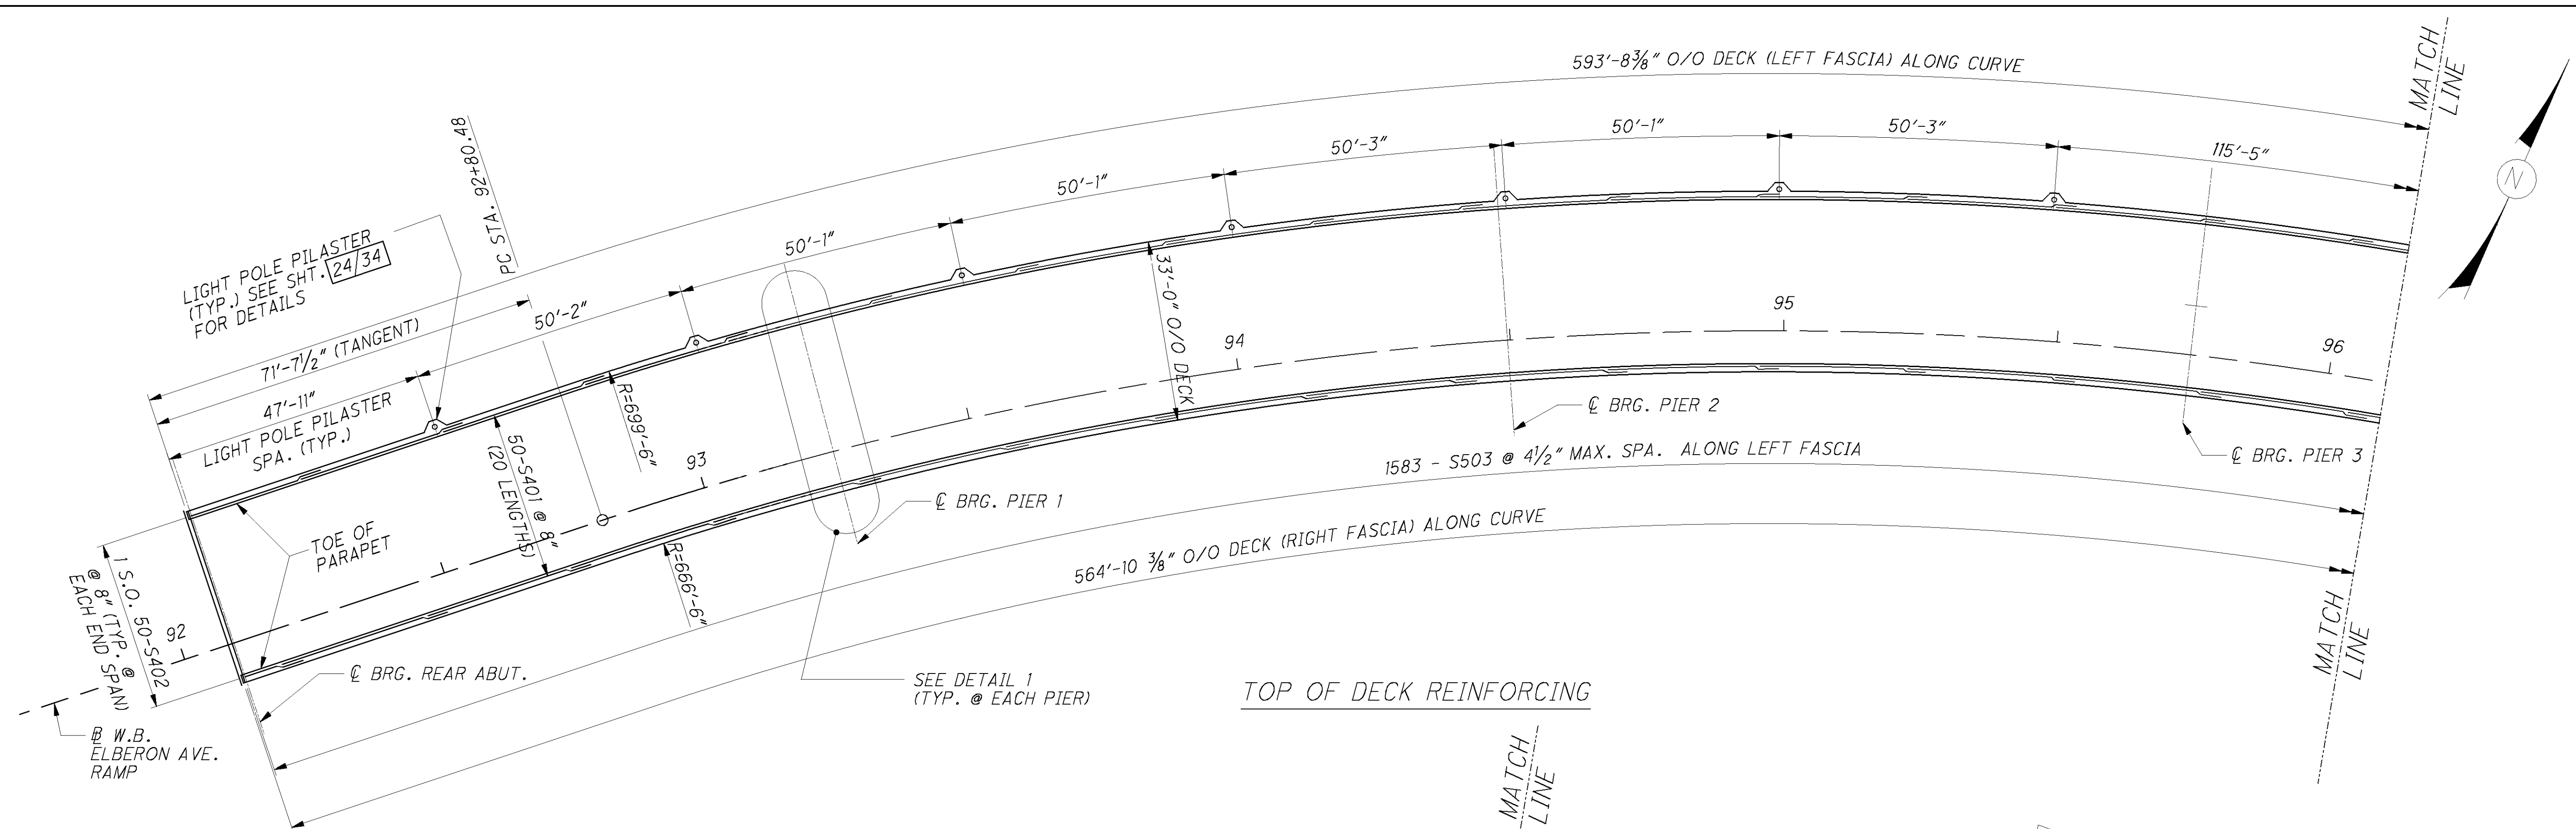 593'-8⅜" O/O DECK (LEFT FASCIA) ALONG CURVE
MATCH
LINE
PC STA. 92+80.48
50'-1"
50'-3"
115'-5"
50'-3"
50'-1"
50'-1"
50'-2"
LIGHT POLE PILASTER
(TYP.) SEE SHT. 24/34
FOR DETAILS
71'-7½" (TANGENT)
47'-11"
LIGHT POLE PILASTER
SPA. (TYP.)
N
33'-0" O/O DECK
R=699'-6"
50-S401 @ 8"
(20 LENGTHS)
92
93
94
95
96
℄ BRG. PIER 2
℄ BRG. PIER 3
1583 - S503 @ 4½" MAX. SPA. ALONG LEFT FASCIA
℄ BRG. PIER 1
564'-10 ⅜" O/O DECK (RIGHT FASCIA) ALONG CURVE
R=666'-6"
TOE OF
PARAPET
1 S.O. 50-S402
@ 8" (TYP. @
EACH END SPAN)
℄ BRG. REAR ABUT.
SEE DETAIL 1
(TYP. @ EACH PIER)
TOP OF DECK REINFORCING
MATCH
LINE
BL W.B.
ELBERON AVE.
RAMP
MATCH
LINE